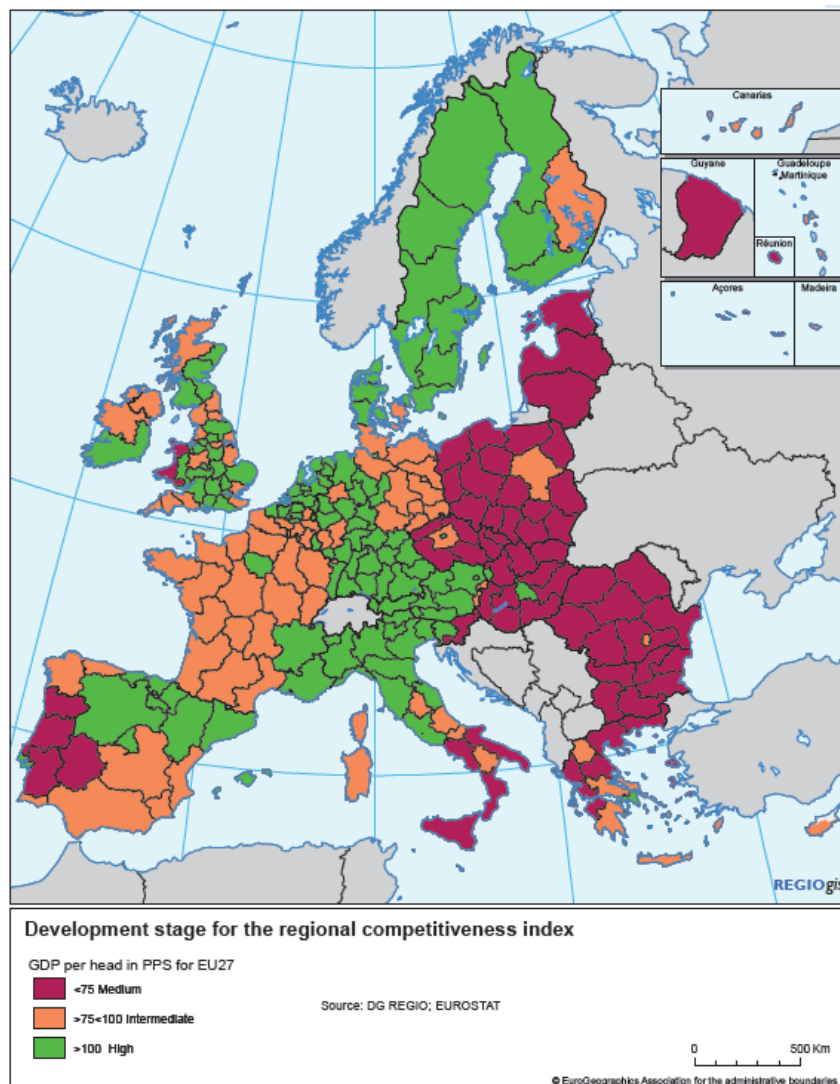 Canarias
Guyane
Guadeloupe
Martinique
Réunion
Açores
Madeira
REGIOgis
Development stage for the regional competitiveness index
GDP per head in PPS for EU27
<75 Medium
>75<100 Intermediate
>100 High
Source: DG REGIO; EUROSTAT
0
500 Km
© EuroGeographics Association for the administrative boundaries